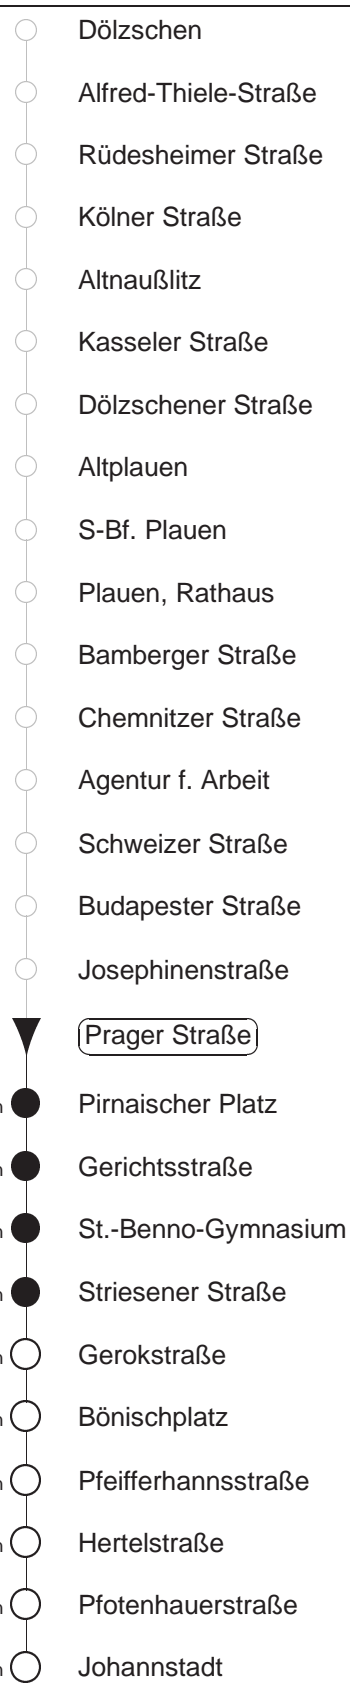 Dölzschen
Alfred-Thiele-Straße
Rüdesheimer Straße
Kölner Straße
Altnaußlitz
Kasseler Straße
Dölzschener Straße
Altplauen
S-Bf. Plauen
Plauen, Rathaus
Bamberger Straße
Chemnitzer Straße
Agentur f. Arbeit
Schweizer Straße
Budapester Straße
Josephinenstraße
Prager Straße
Pirnaischer Platz
Gerichtsstraße
St.-Benno-Gymnasium
Striesener Straße
Gerokstraße
Bönischplatz
Pfeifferhannsstraße
Hertelstraße
Pfotenhauerstraße
Johannstadt